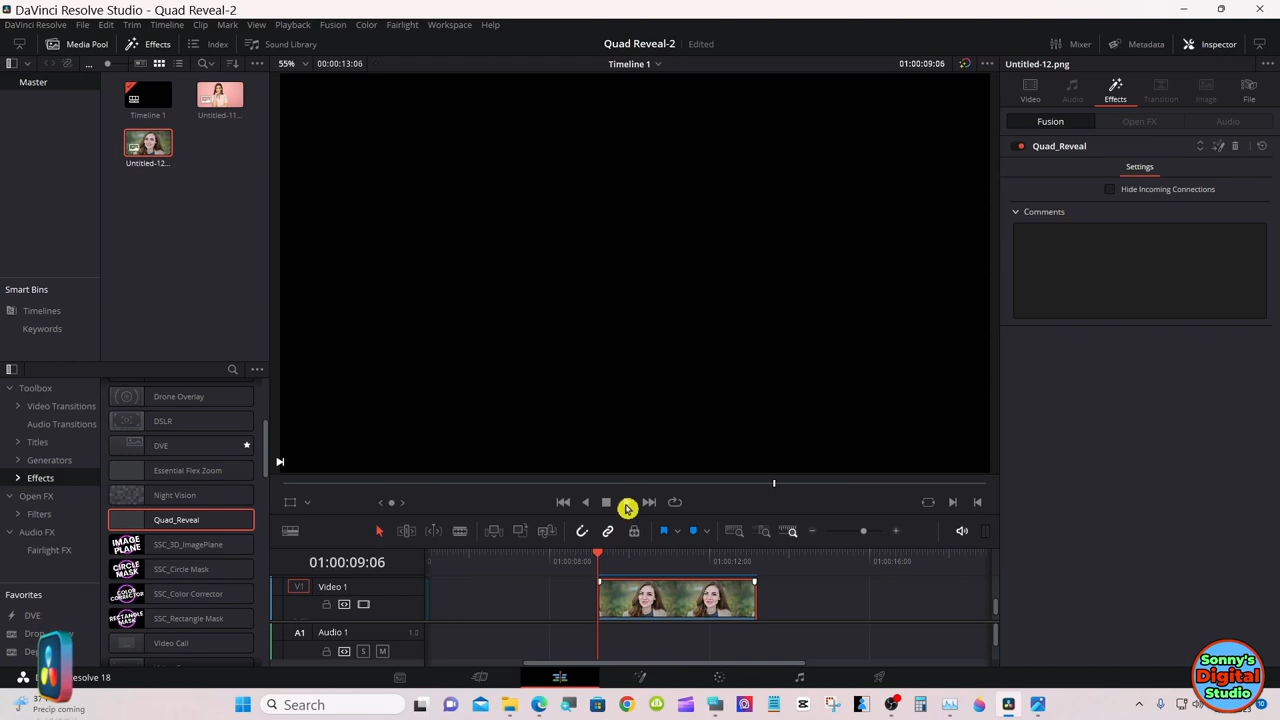 DaVinci Resolve Studio - Quad Reveal-2
DaVinci Resolve File Edit Trim Timeline Clip Mark View Playback Fusion Color Fairlight Workspace Help
Media Pool Effects Index Sound Library Quad Reveal-2 Edited Mixer Metadata Inspector
... 55% 00:00:13:06 Timeline 1 01:00:09:06 Untitled-12.png
Master
Timeline 1 Untitled-11...
Untitled-12...
Video Audio Effects Transition Image File
Fusion Open FX Audio
Quad_Reveal
Settings
Hide Incoming Connections
Comments
Smart Bins
Timelines
Keywords
Toolbox
Video Transitions
Audio Transitions
Titles
Generators
Effects
Open FX
Filters
Audio FX
Fairlight FX
Favorites
DVE
Drone Overlay
DSLR
DVE
Essential Flex Zoom
Night Vision
Quad_Reveal
IMAGE PLANE SSC_3D_ImagePlane
CIRCLE MASK SSC_Circle Mask
COLOR CORRECTOR SSC_Color Corrector
RECTANGLE MASK SSC_Rectangle Mask
Video Call
01:00:09:06
01:00:08:00 01:00:12:00 01:00:16:00
V1 Video 1
A1 Audio 1 1.0
S M
Resolve 18
Precip coming
Search
Sonny's
Digital
Studio